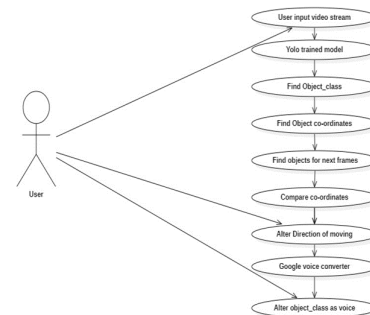 User input video stream
Yolo trained model
Find Object_class
Find Object co-ordinates
Find objects for next frames
Compare co-ordinates
Alter Direction of moving
Google voice converter
Alter object_class as voice
User